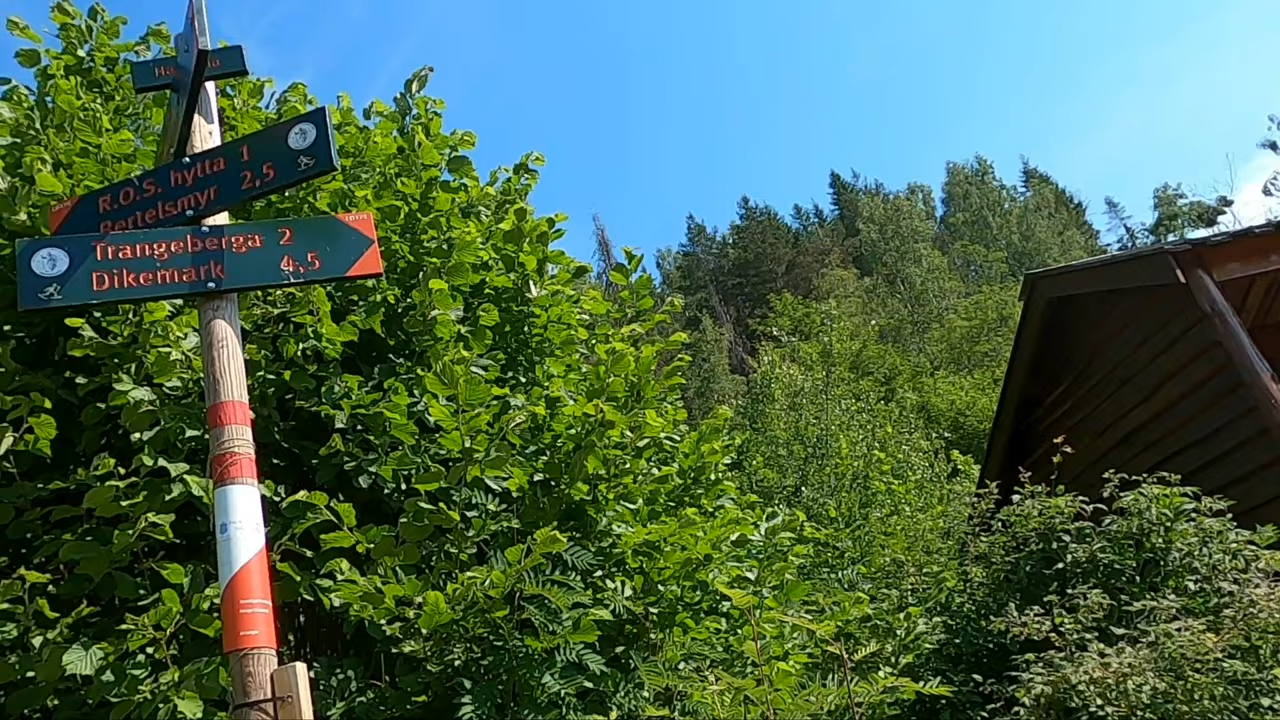 R.O.S. hytta 1
Bertelsmyr 2,5
Trangeberga 2
Dikemark 4,5